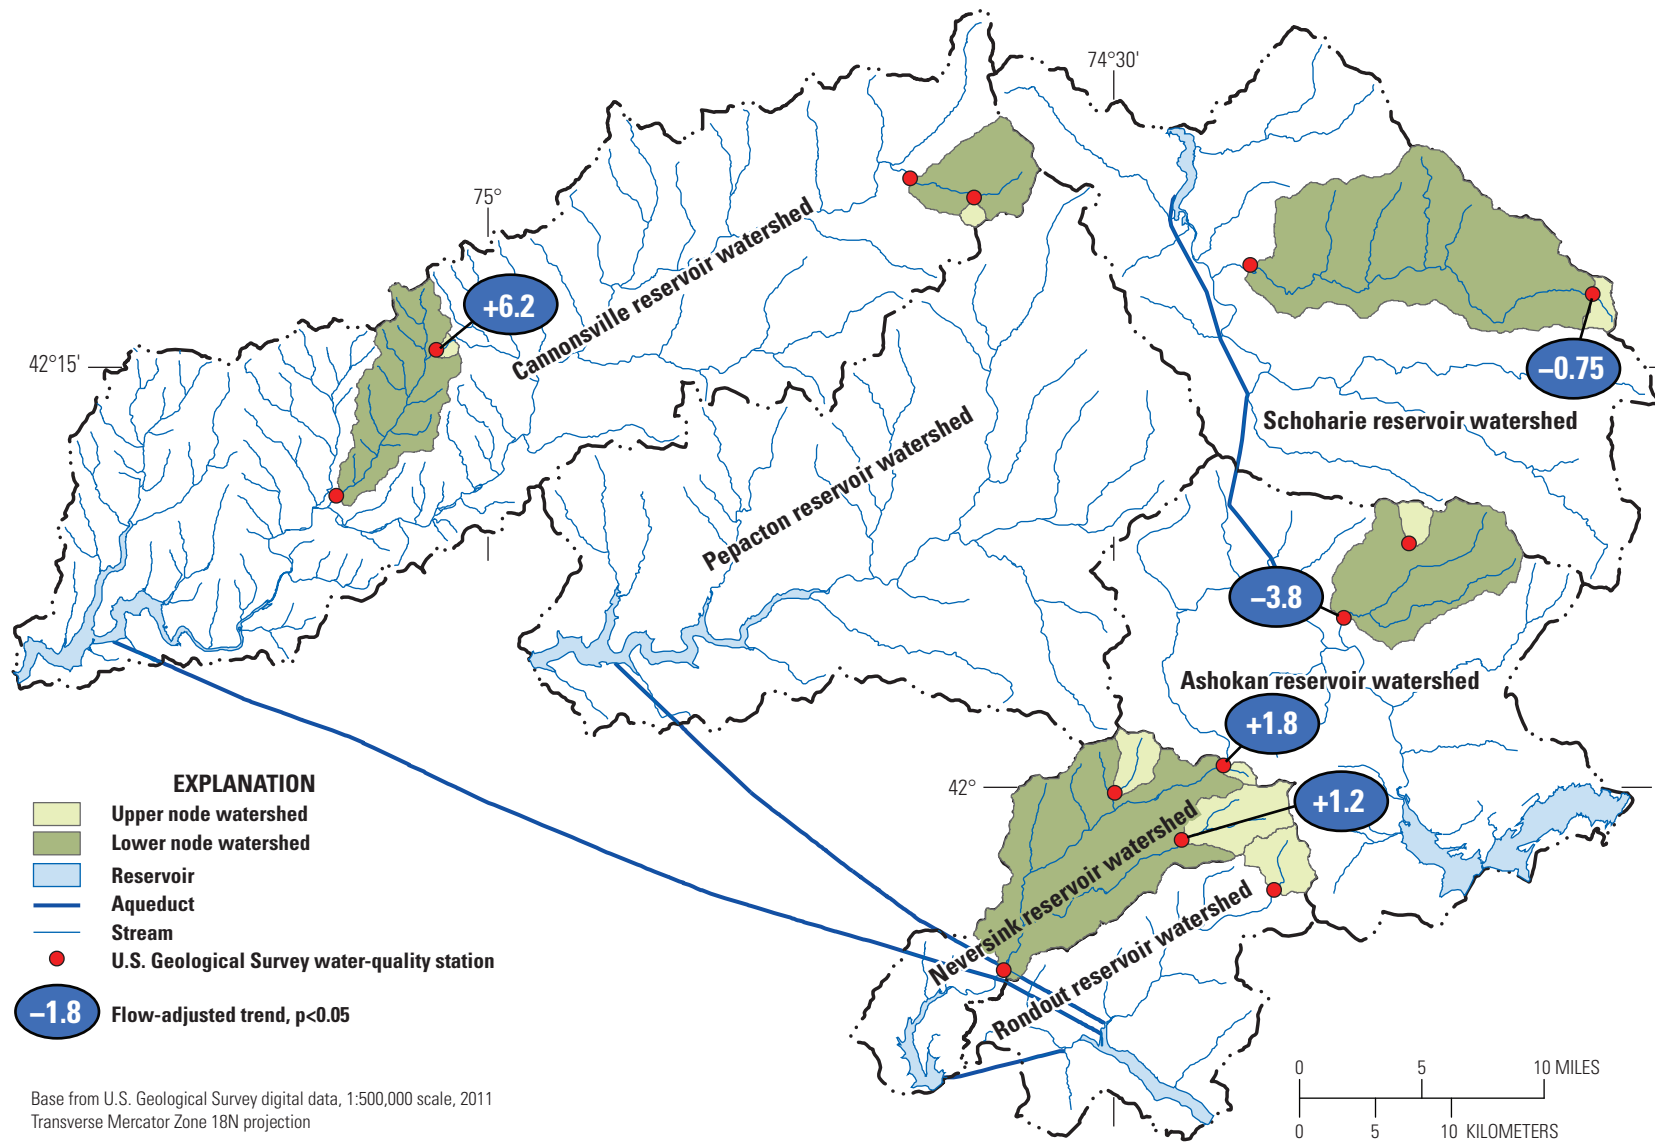 74°30'
75°
+6.2
Cannonsville reservoir watershed
42°15'
−0.75
Schoharie reservoir watershed
Pepacton reservoir watershed
−3.8
Ashokan reservoir watershed
+1.8
42°
+1.2
Neversink reservoir watershed
Rondout reservoir watershed
EXPLANATION
Upper node watershed
Lower node watershed
Reservoir
Aqueduct
Stream
U.S. Geological Survey water-quality station
−1.8 Flow-adjusted trend, p<0.05
Base from U.S. Geological Survey digital data, 1:500,000 scale, 2011
Transverse Mercator Zone 18N projection
0 5 10 MILES
0 5 10 KILOMETERS